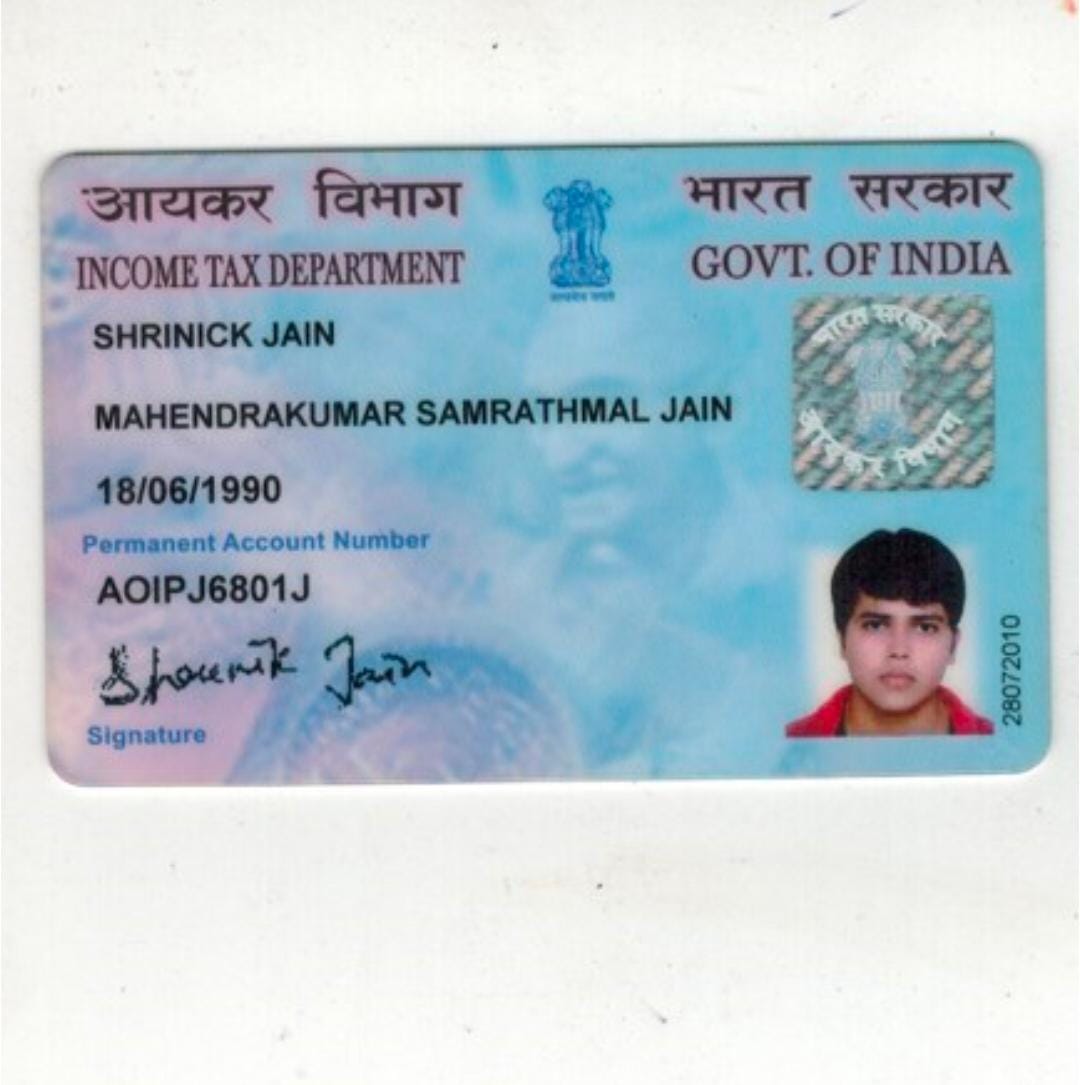 आयकर विभाग
INCOME TAX DEPARTMENT
भारत सरकार
GOVT. OF INDIA
सत्यमेव जयते
SHRINICK JAIN
MAHENDRAKUMAR SAMRATHMAL JAIN
18/06/1990
Permanent Account Number
AOIPJ6801J
Jain
Signature
भारत सरकार
आयकर विभाग
28072010